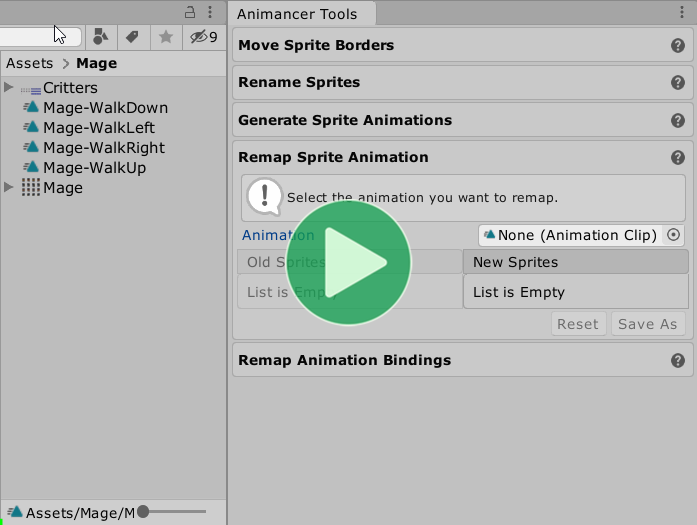 9
Assets > Mage
Critters
Mage-WalkDown
Mage-WalkLeft
Mage-WalkRight
Mage-WalkUp
Mage
Assets/Mage/M
Animancer Tools
Move Sprite Borders ?
Rename Sprites ?
Generate Sprite Animations ?
Remap Sprite Animation ?
! Select the animation you want to remap.
Animation None (Animation Clip)
Old Sprites New Sprites
List is Empty List is Empty
Reset Save As
Remap Animation Bindings ?